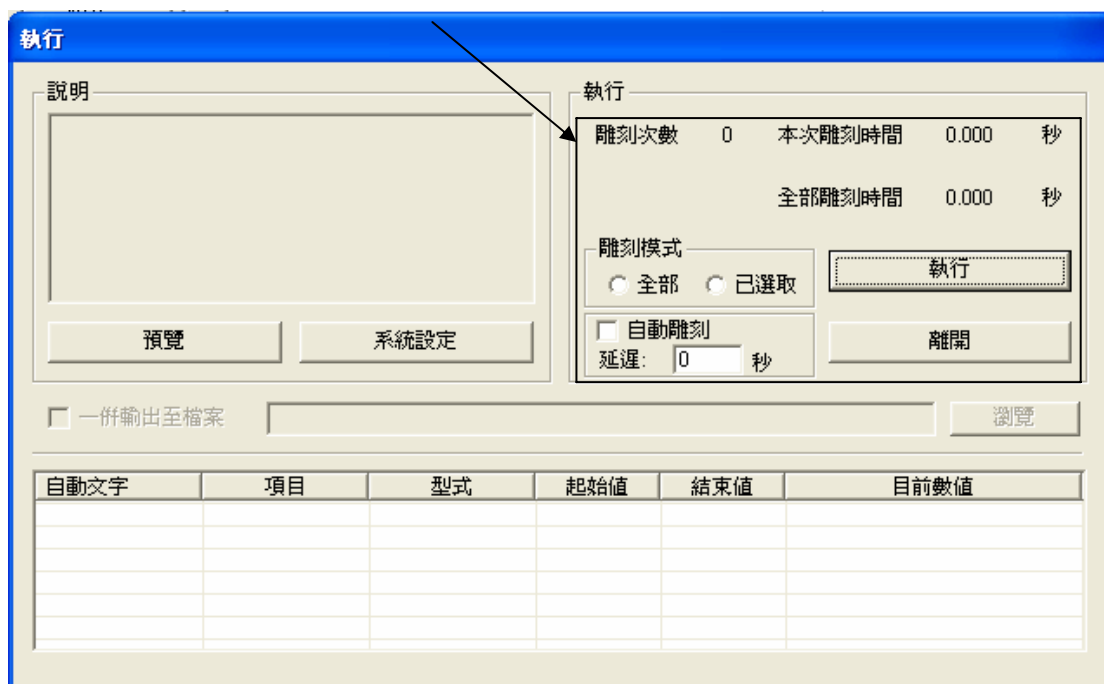 執行
說明
執行
雕刻次數 0 本次雕刻時間 0.000 秒
全部雕刻時間 0.000 秒
雕刻模式
全部 已選取
執行
自動雕刻
延遲: 0 秒
離開
預覽 系統設定
一併輸出至檔案 瀏覽
自動文字 項目 型式 起始值 結束值 目前數值